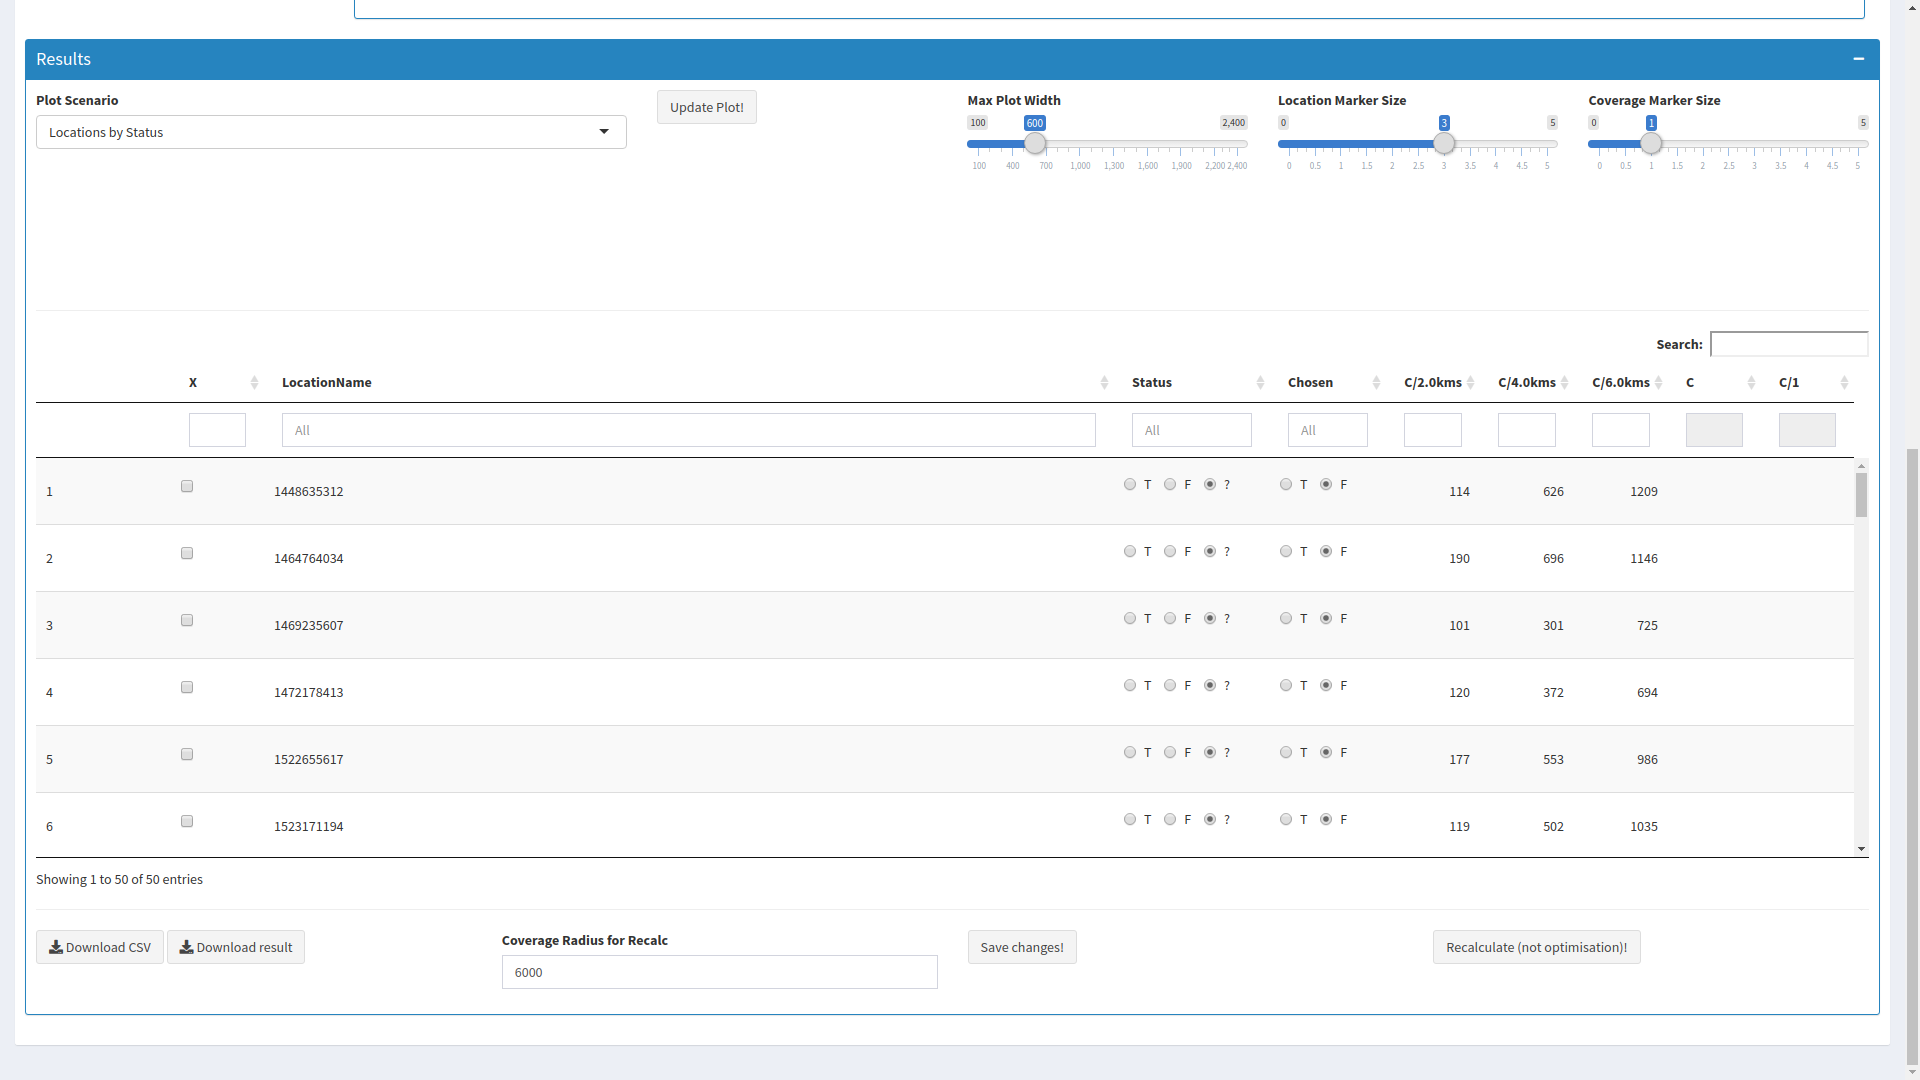 Results
Plot Scenario
Locations by Status
Update Plot!
Max Plot Width
100 600 2,400
100 400 700 1,000 1,300 1,600 1,900 2,200 2,400
Location Marker Size
0 3 5
0 0.5 1 1.5 2 2.5 3 3.5 4 4.5 5
Coverage Marker Size
0 1 5
0 0.5 1 1.5 2 2.5 3 3.5 4 4.5 5
Search:
X LocationName Status Chosen C/2.0kms C/4.0kms C/6.0kms C C/1
All All All
1 1448635312 T F ? T F 114 626 1209
2 1464764034 T F ? T F 190 696 1146
3 1469235607 T F ? T F 101 301 725
4 1472178413 T F ? T F 120 372 694
5 1522655617 T F ? T F 177 553 986
6 1523171194 T F ? T F 119 502 1035
Showing 1 to 50 of 50 entries
Download CSV Download result
Coverage Radius for Recalc
6000
Save changes!
Recalculate (not optimisation)!